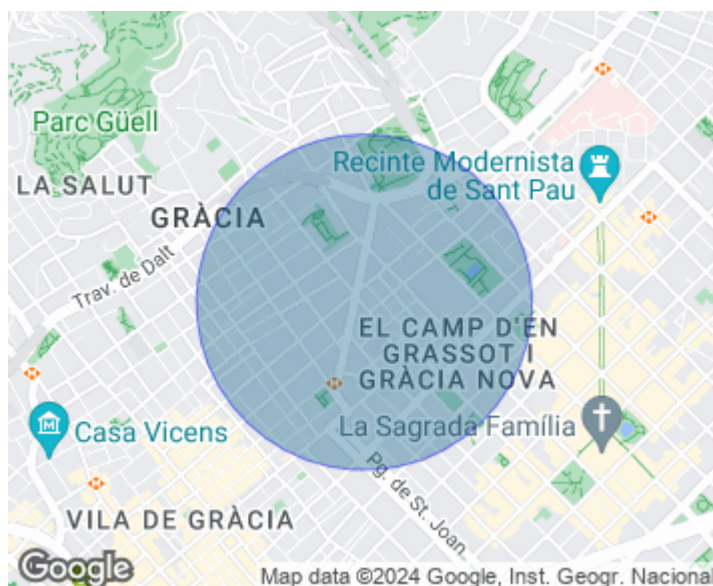 Parc Güell
LA SALUT
GRÀCIA
Trav. de Dalt
Recinte Modernista
de Sant Pau
EL CAMP D'EN
GRASSOT I
GRÀCIA NOVA
Casa Vicens
La Sagrada Família
Pg. de St. Joan
VILA DE GRÀCIA
Google
Map data ©2024 Google, Inst. Geogr. Nacional